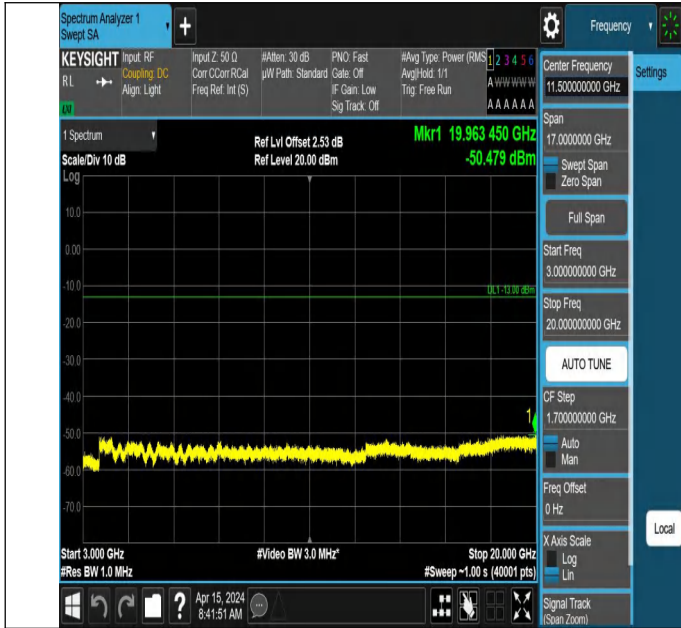 Spectrum Analyzer 1
Swept SA
Frequency
KEYSIGHT
RL
Input: RF
Coupling: DC
Align: Light
Input Z: 50 Ω
Corr CCorr RCal
Freq Ref: Int (S)
#Atten: 30 dB
µW Path: Standard
PNO: Fast
Gate: Off
IF Gain: Low
Sig Track: Off
#Avg Type: Power (RMS
Avg|Hold: 1/1
Trig: Free Run
1 2 3 4 5 6
A W W W W W
A A A A A A
1 Spectrum
Scale/Div 10 dB
Log
Ref Lvl Offset 2.53 dB
Ref Level 20.00 dBm
Mkr1 19.963 450 GHz
-50.479 dBm
10.0
0.00
-10.0
DL1 -13.00 dBm
-20.0
-30.0
-40.0
1
-50.0
-60.0
-70.0
Start 3.000 GHz
#Res BW 1.0 MHz
#Video BW 3.0 MHz*
Stop 20.000 GHz
#Sweep ~1.00 s (40001 pts)
?
Apr 15, 2024
8:41:51 AM
Center Frequency
11.500000000 GHz
Settings
Span
17.0000000 GHz
Swept Span
Zero Span
Full Span
Start Freq
3.000000000 GHz
Stop Freq
20.000000000 GHz
AUTO TUNE
CF Step
1.700000000 GHz
Auto
Man
Freq Offset
0 Hz
X Axis Scale
Log
Lin
Local
Signal Track
(Span Zoom)